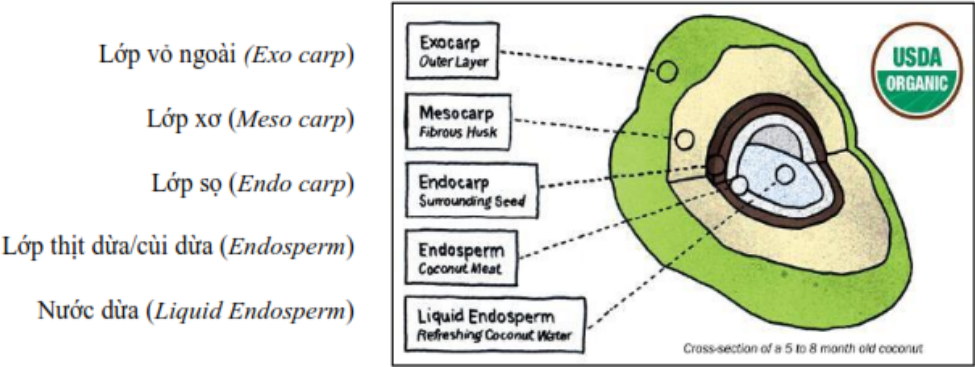 Lớp vỏ ngoài (Exo carp)
Lớp xơ (Meso carp)
Lớp sọ (Endo carp)
Lớp thịt dừa/cùi dừa (Endosperm)
Nước dừa (Liquid Endosperm)
Exocarp
Outer Layer
Mesocarp
Fibrous Husk
Endocarp
Surrounding Seed
Endosperm
Coconut Meat
Liquid Endosperm
Refreshing Coconut Water
USDA
ORGANIC
Cross-section of a 5 to 8 month old coconut